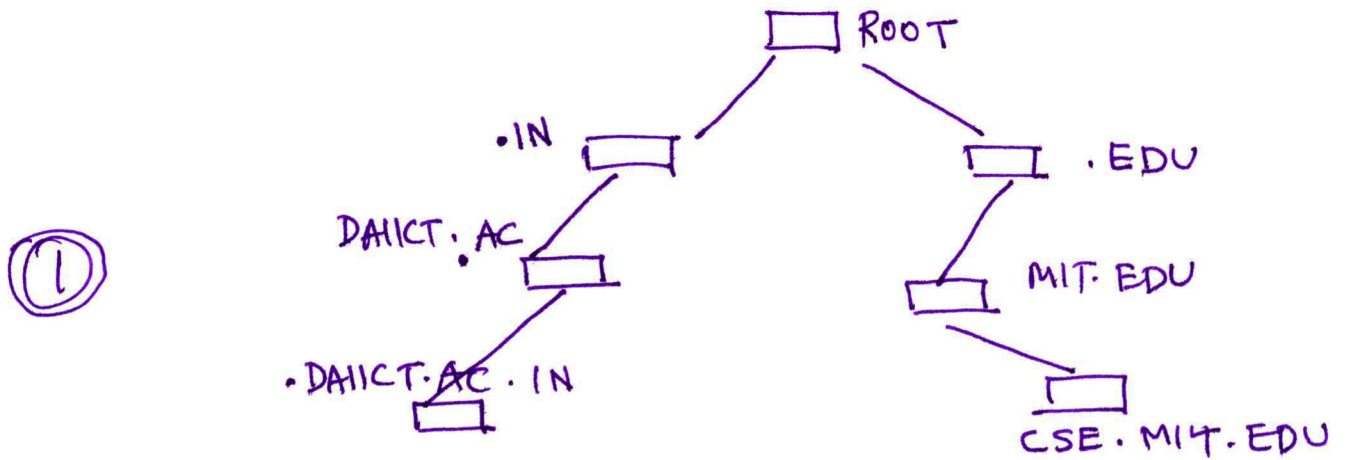 ROOT
.IN
. EDU
DAIICT. AC
1
MIT. EDU
.DAIICT.AC . IN
CSE. MIT. EDU